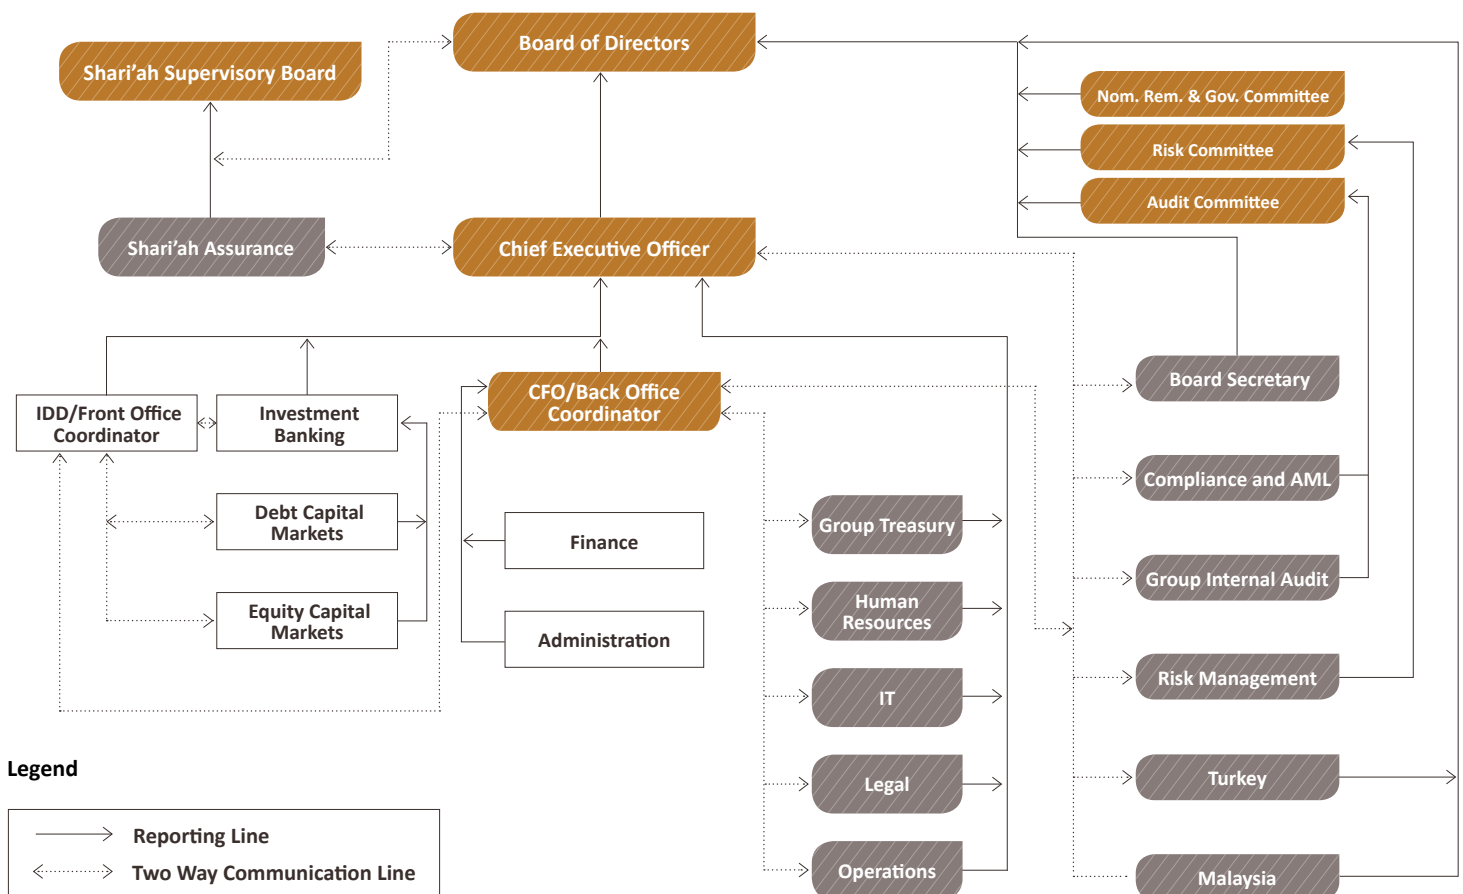 Board of Directors
Shari’ah Supervisory Board
Nom. Rem. & Gov. Committee
Risk Committee
Audit Committee
Shari’ah Assurance
Chief Executive Officer
Board Secretary
CFO/Back Office
Coordinator
IDD/Front Office
Coordinator
Investment
Banking
Compliance and AML
Debt Capital
Markets
Group Treasury
Finance
Group Internal Audit
Equity Capital
Markets
Human
Resources
Administration
Risk Management
IT
Turkey
Legal
Legend
Reporting Line
Two Way Communication Line
Operations
Malaysia